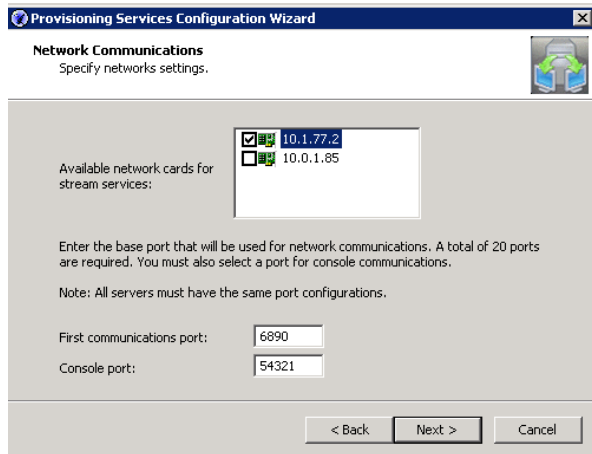 Provisioning Services Configuration Wizard
Network Communications
Specify networks settings.
10.1.77.2
10.0.1.85
Available network cards for
stream services:
Enter the base port that will be used for network communications. A total of 20 ports
are required. You must also select a port for console communications.
Note: All servers must have the same port configurations.
First communications port: 6890
Console port: 54321
< Back Next > Cancel